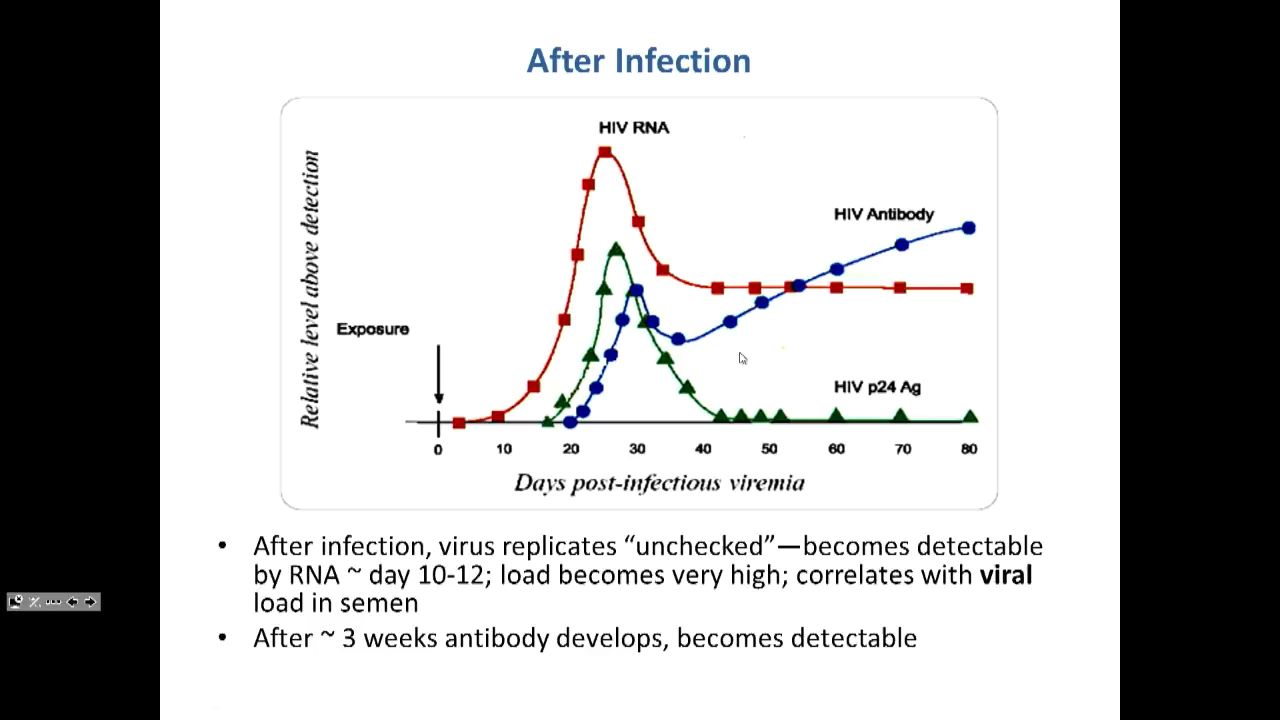 After Infection
HIV RNA
HIV Antibody
Exposure
HIV p24 Ag
Relative level above detection
0 10 20 30 40 50 60 70 80
Days post-infectious viremia
• After infection, virus replicates “unchecked”—becomes detectable
by RNA ~ day 10-12; load becomes very high; correlates with viral
load in semen
• After ~ 3 weeks antibody develops, becomes detectable